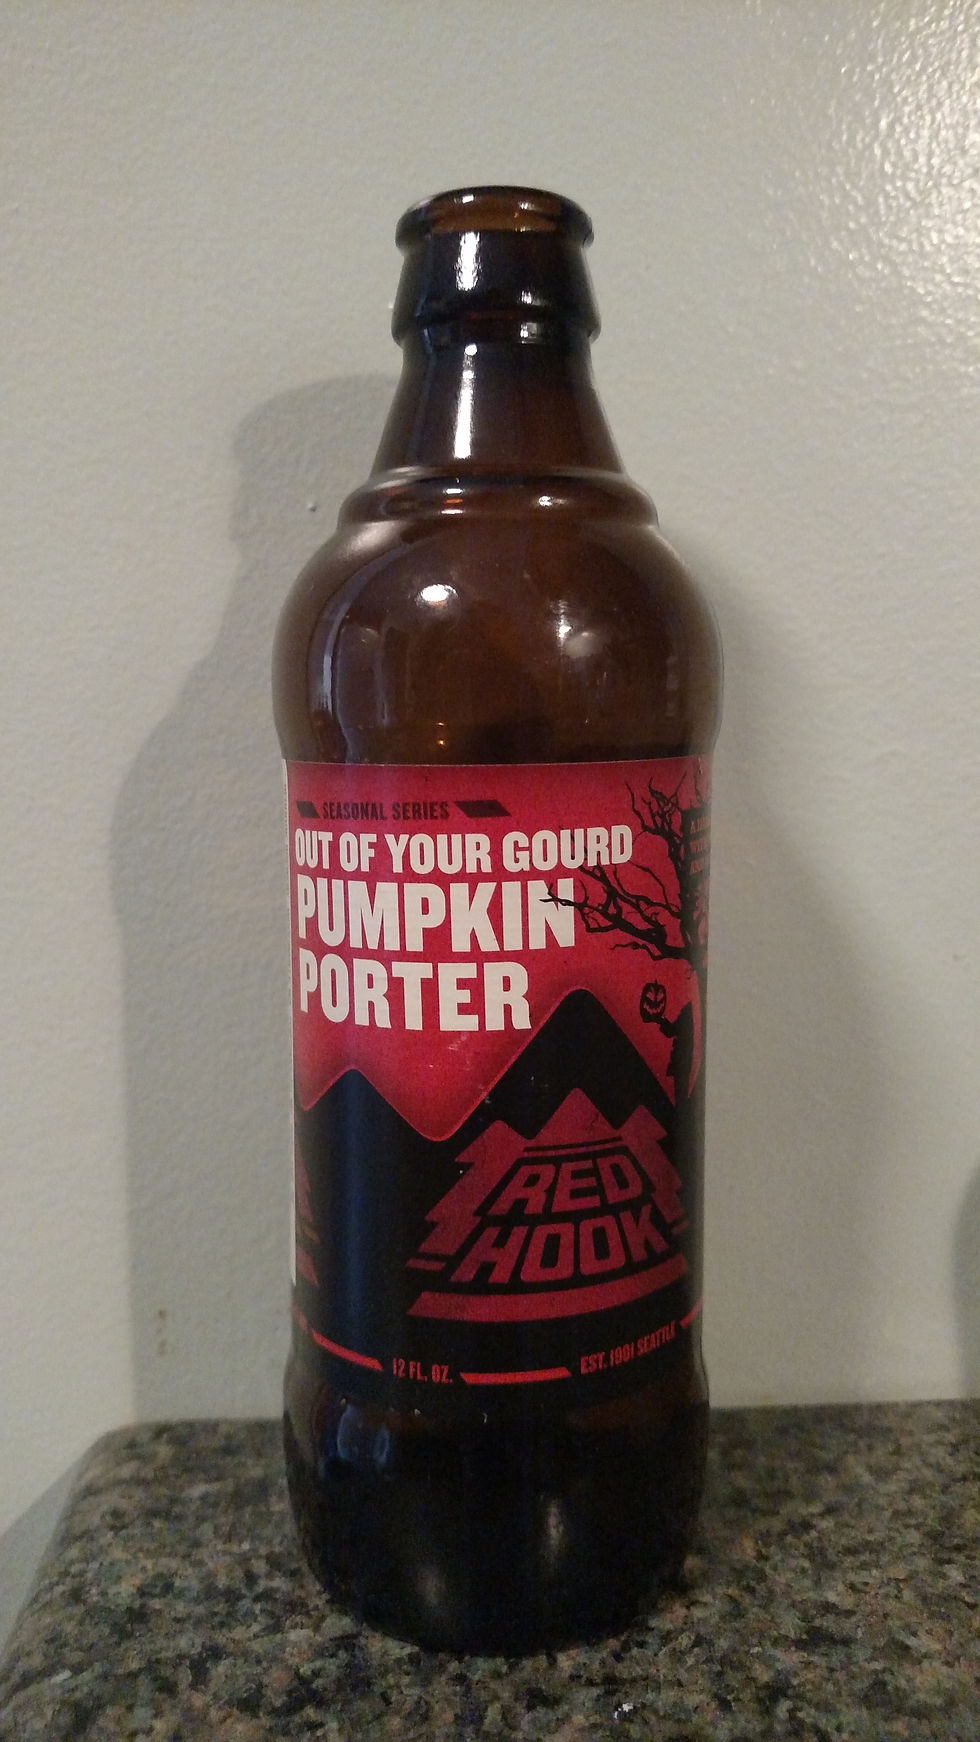 SEASONAL SERIES
OUT OF YOUR GOURD
PUMPKIN
PORTER
RED
HOOK
12 FL. OZ.
EST. 1981 SEATTLE